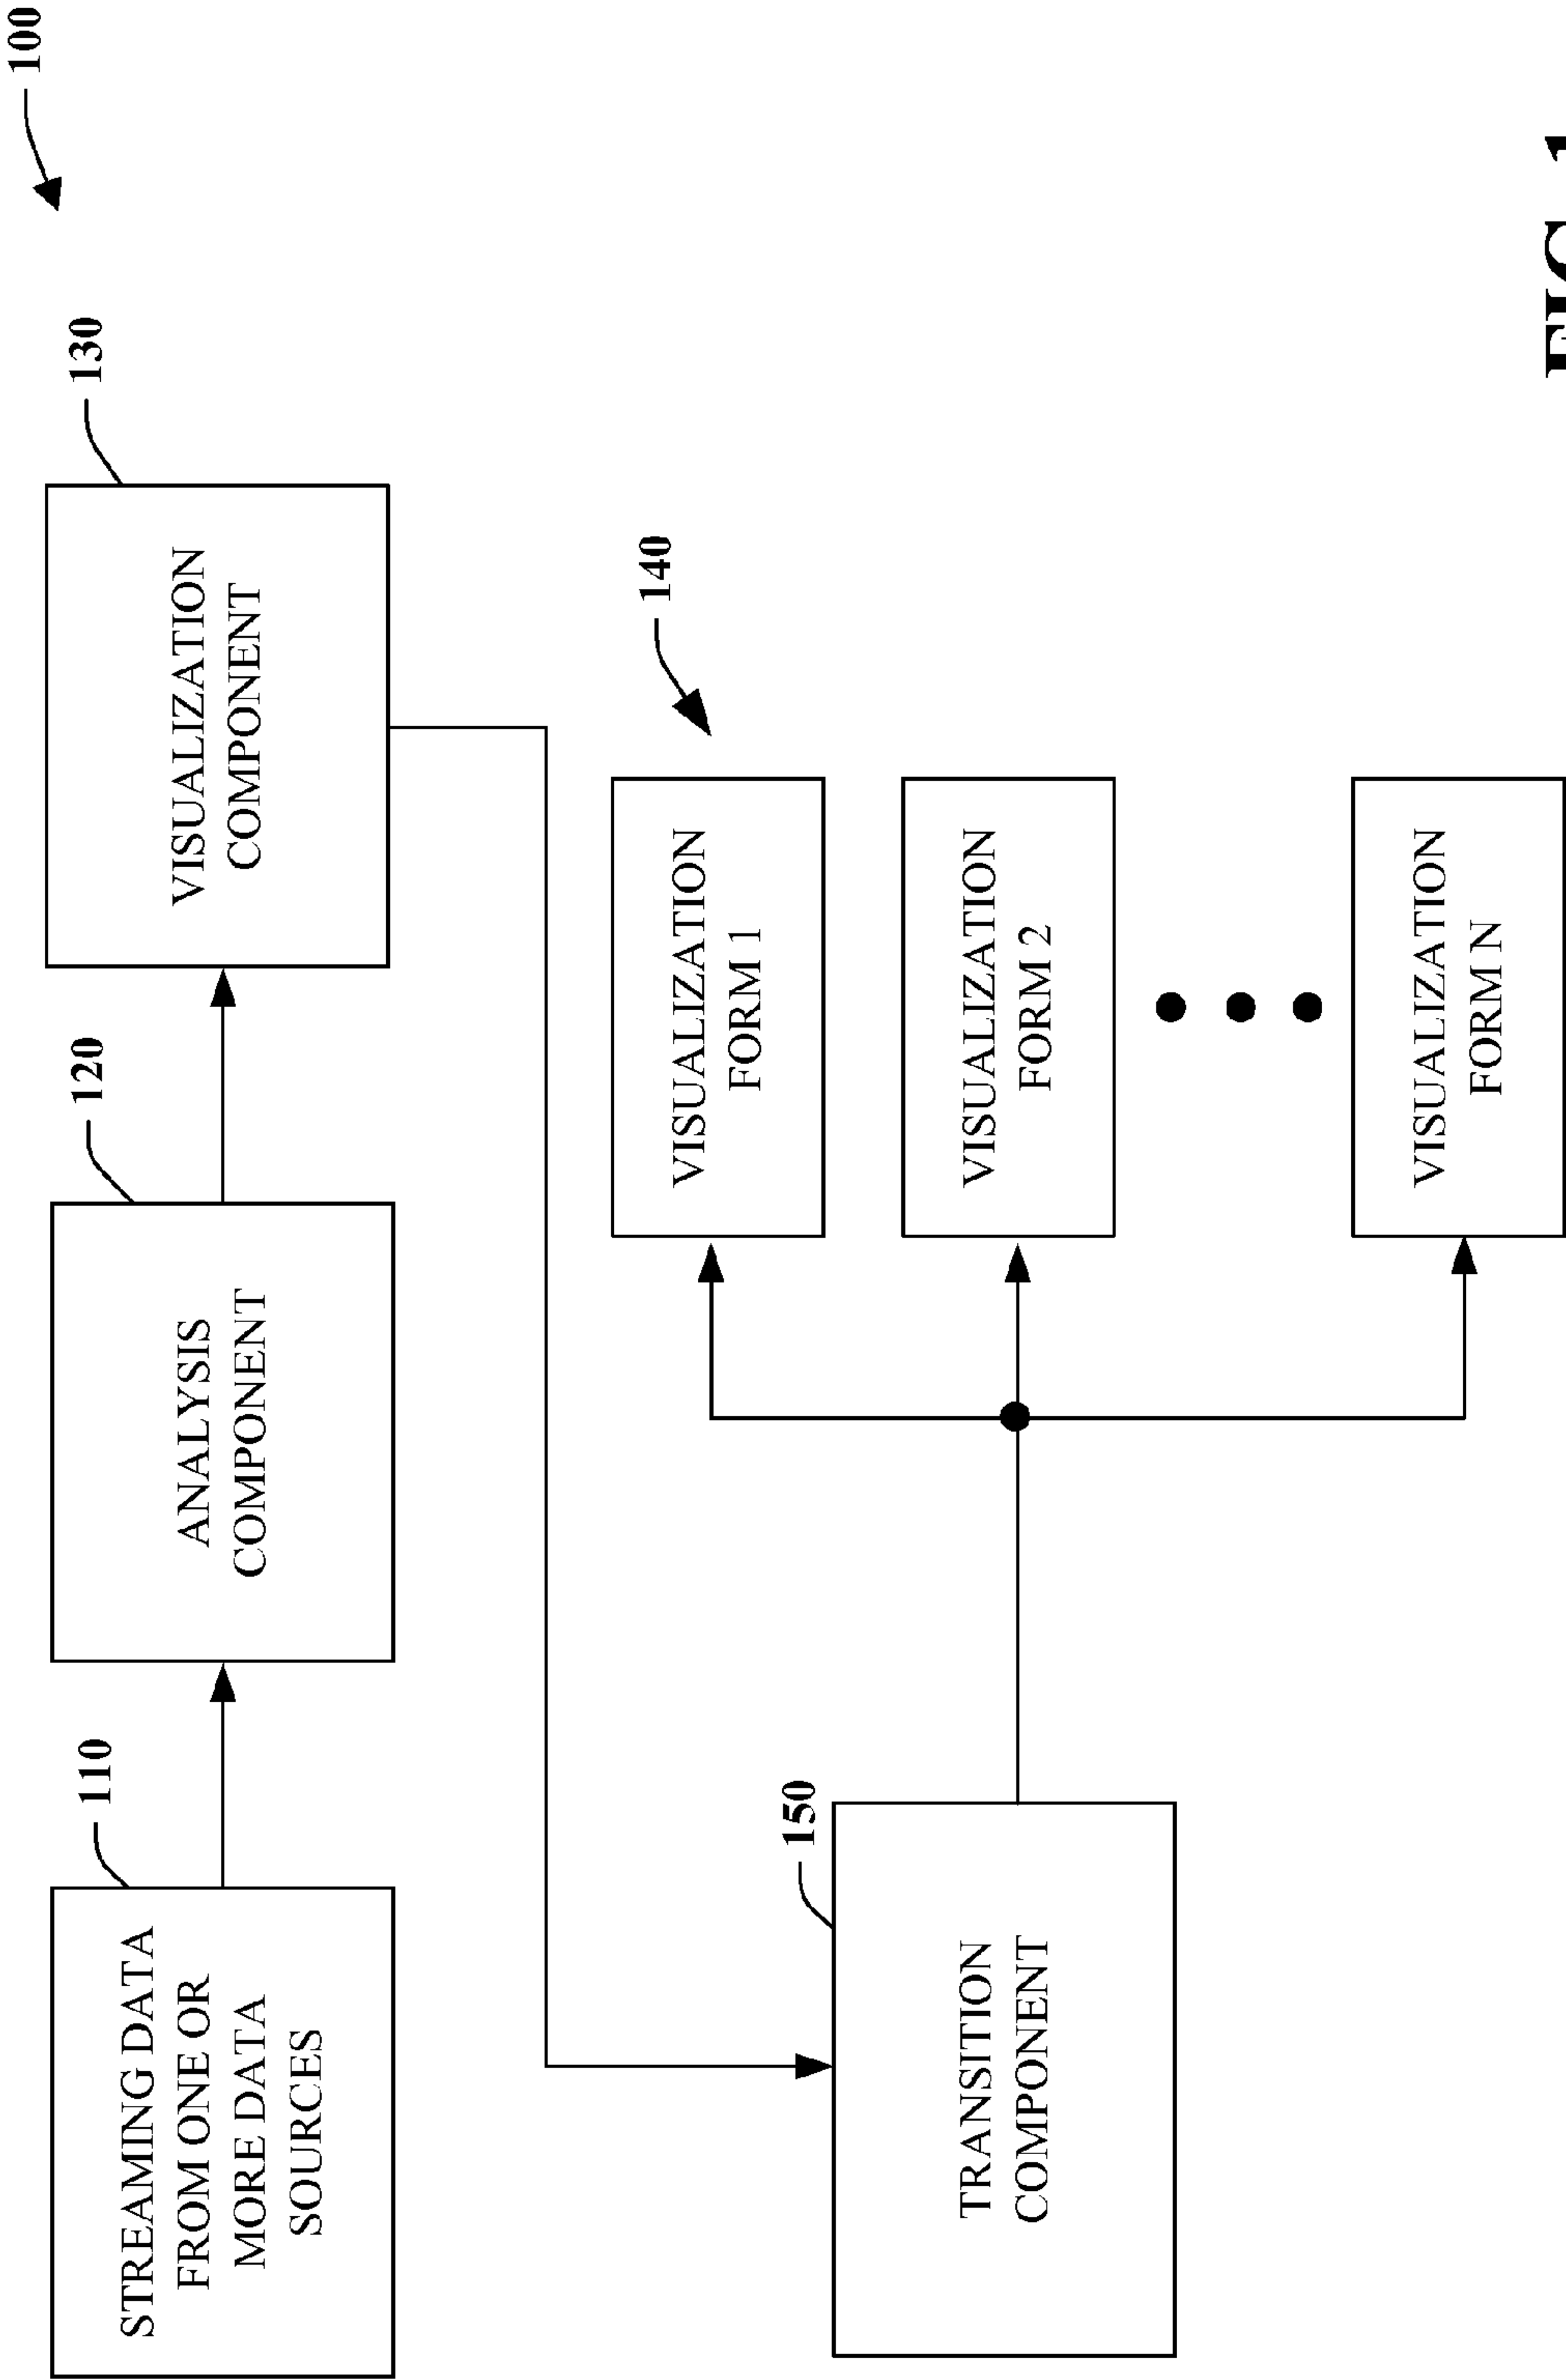 100
110
STREAMING DATA
FROM ONE OR
MORE DATA
SOURCES
120
ANALYSIS
COMPONENT
130
VISUALIZATION
COMPONENT
150
TRANSITION
COMPONENT
140
VISUALIZATION
FORM 1
VISUALIZATION
FORM 2
VISUALIZATION
FORM N